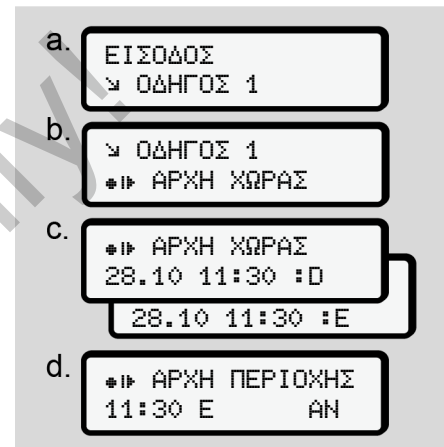 a.
ΕΙΣΟΔΟΣ
↘ ΟΔΗΓΟΣ 1
b.
↘ ΟΔΗΓΟΣ 1
●I▶ ΑΡΧΗ ΧΩΡΑΣ
c.
●I▶ ΑΡΧΗ ΧΩΡΑΣ
28.10 11:30 :D
28.10 11:30 :E
d.
●I▶ ΑΡΧΗ ΠΕΡΙΟΧΗΣ
11:30 E AN
ny!